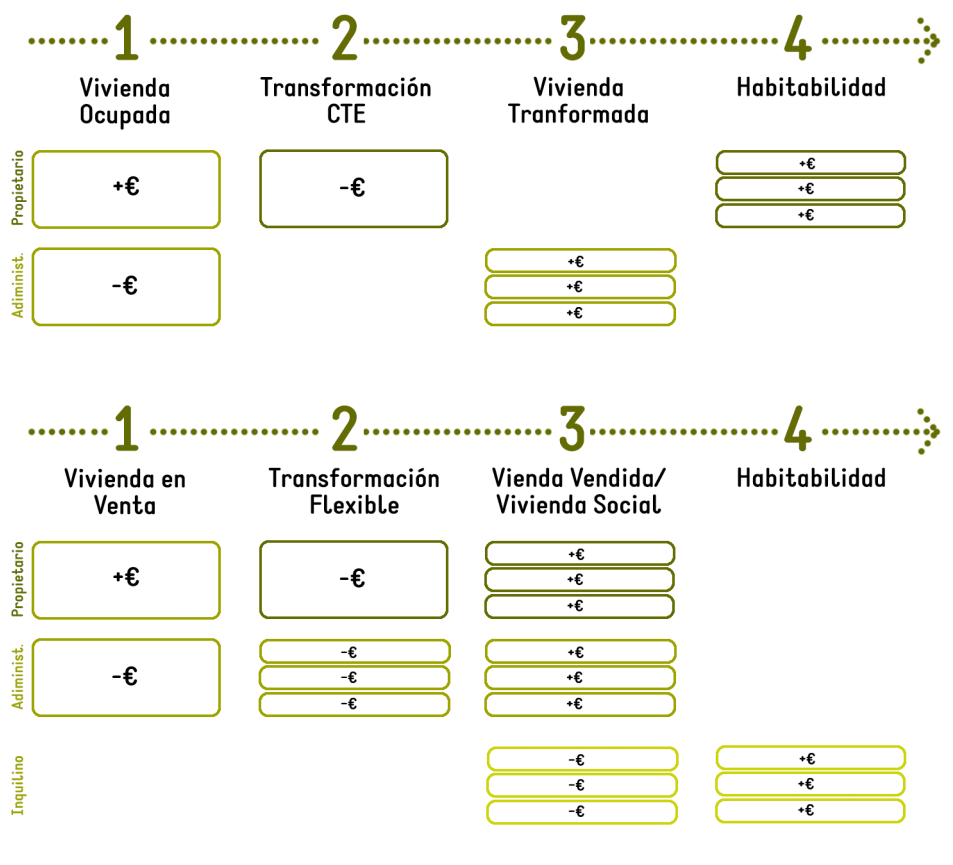 1 2 3 4
Vivienda Ocupada
Transformación CTE
Vivienda Tranformada
Habitabilidad
Propietario
+€
-€
+€
+€
+€
Adiminist.
-€
+€
+€
+€
1 2 3 4
Vivienda en Venta
Transformación Flexible
Vienda Vendida/ Vivienda Social
Habitabilidad
Propietario
+€
-€
+€
+€
+€
Adiminist.
-€
-€
-€
-€
+€
+€
+€
Inquilino
-€
-€
-€
+€
+€
+€